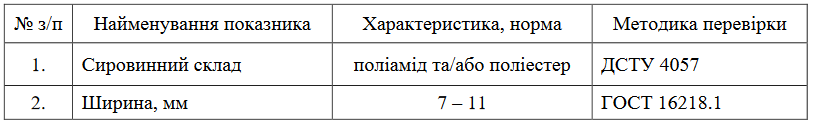 № з/п Найменування показника Характеристика, норма Методика перевірки
1. Сировинний склад поліамід та/або поліестер ДСТУ 4057
2. Ширина, мм 7 – 11 ГОСТ 16218.1